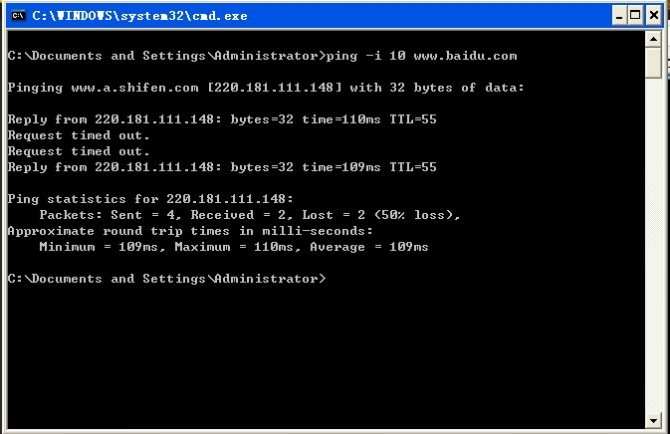 C:\WINDOWS\system32\cmd.exe
C:\Documents and Settings\Administrator>ping -i 10 www.baidu.com
Pinging www.a.shifen.com [220.181.111.148] with 32 bytes of data:
Reply from 220.181.111.148: bytes=32 time=110ms TTL=55
Request timed out.
Request timed out.
Reply from 220.181.111.148: bytes=32 time=109ms TTL=55
Ping statistics for 220.181.111.148:
    Packets: Sent = 4, Received = 2, Lost = 2 (50% loss),
Approximate round trip times in milli-seconds:
    Minimum = 109ms, Maximum = 110ms, Average = 109ms
C:\Documents and Settings\Administrator>